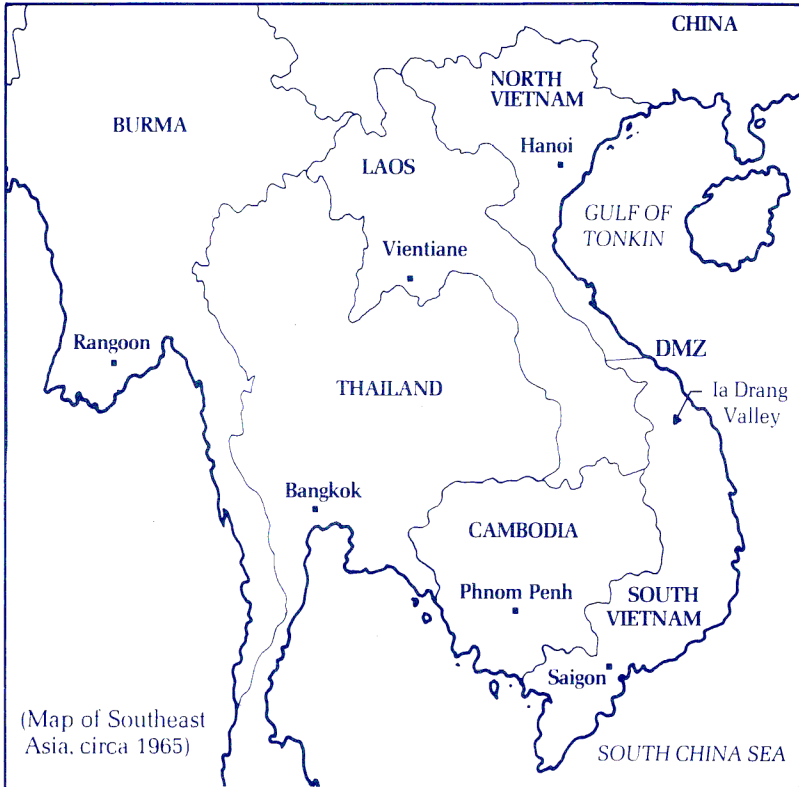 CHINA
NORTH
VIETNAM
BURMA
Hanoi
LAOS
GULF OF
TONKIN
Vientiane
Rangoon
DMZ
THAILAND
Ia Drang
Valley
Bangkok
CAMBODIA
Phnom Penh
SOUTH
VIETNAM
Saigon
(Map of Southeast
Asia, circa 1965)
SOUTH CHINA SEA